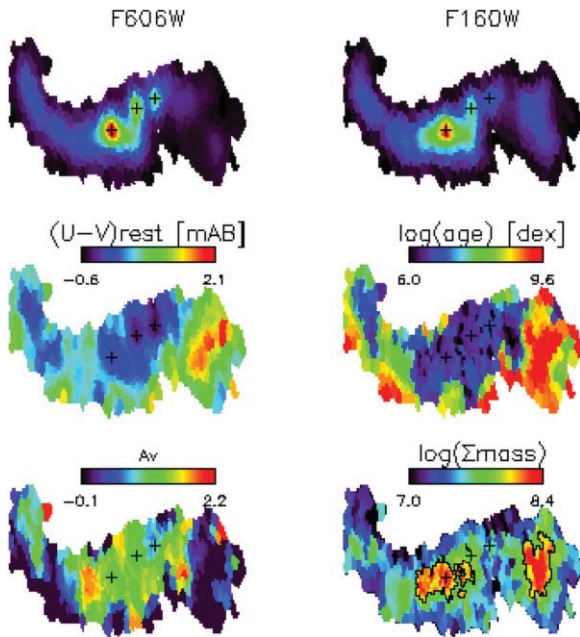 F606W
F160W
(U-V)rest [mAB]
-0.6 2.1
log(age) [dex]
6.0 9.6
Av
-0.1 2.2
log(Σmass)
7.0 8.4